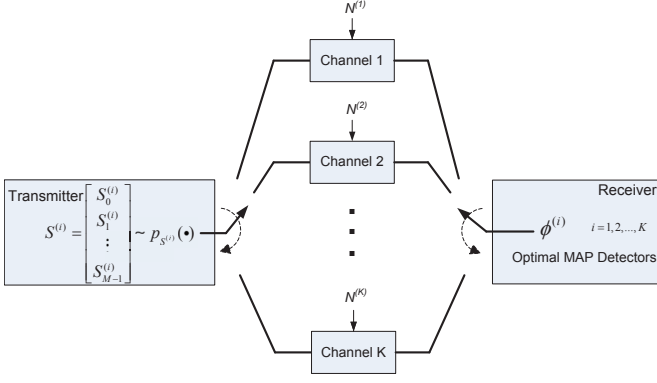 N^{(1)}
Channel 1
N^{(2)}
Channel 2
Transmitter
S^{(i)} = [S_0^{(i)} S_1^{(i)} ⋮ S_{M-1}^{(i)}] ~ p_{S^{(i)}}(•)
Receiver
ϕ^{(i)} i = 1, 2, ..., K
Optimal MAP Detectors
N^{(K)}
Channel K